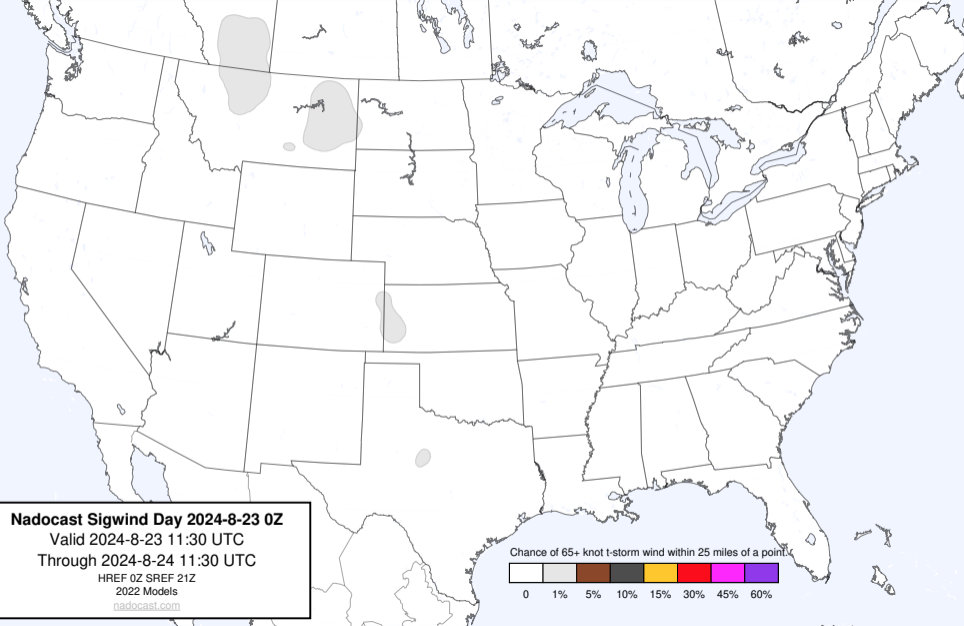 Nadocast Sigwind Day 2024-8-23 0Z
Valid 2024-8-23 11:30 UTC
Through 2024-8-24 11:30 UTC
HREF 0Z SREF 21Z
2022 Models
nadocast.com
Chance of 65+ knot t-storm wind within 25 miles of a point.
0 1% 5% 10% 15% 30% 45% 60%